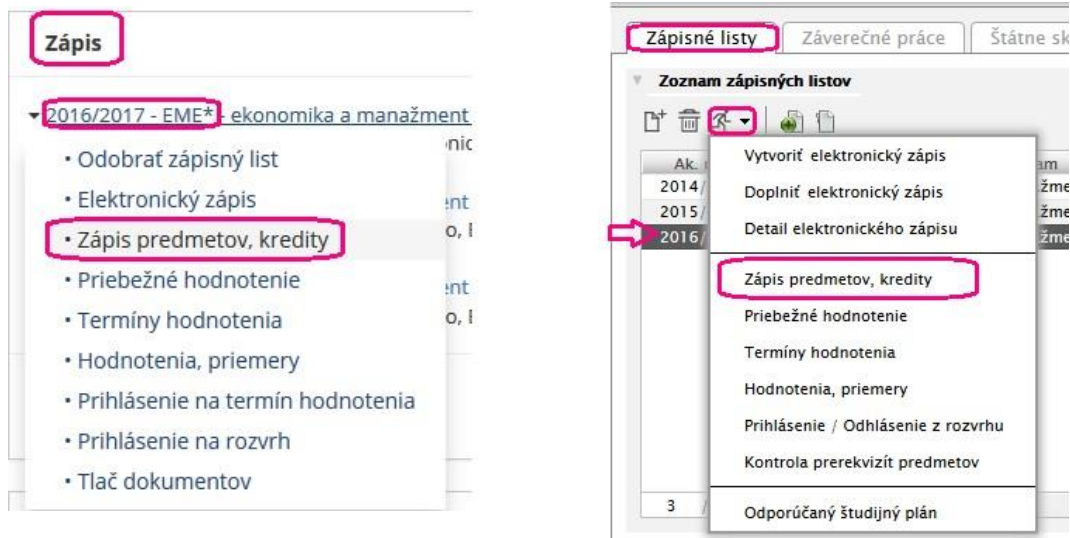 Zápis
2016/2017 - EME* - ekonomika a manažment
• Odobrať zápisný list
• Elektronický zápis
• Zápis predmetov, kredity
• Priebežné hodnotenie
• Termíny hodnotenia
• Hodnotenia, priemery
• Prihlásenie na termín hodnotenia
• Prihlásenie na rozvrh
• Tlač dokumentov
Zápisné listy
Záverečné práce
Štátne sk
Zoznam zápisných listov
Ak.
2014/
2015/
2016/
Vytvoriť elektronický zápis
Doplniť elektronický zápis
Detail elektronického zápisu
Zápis predmetov, kredity
Priebežné hodnotenie
Termíny hodnotenia
Hodnotenia, priemery
Prihlásenie / Odhlásenie z rozvrhu
Kontrola prerekvizít predmetov
Odporúčaný študijný plán
3 /